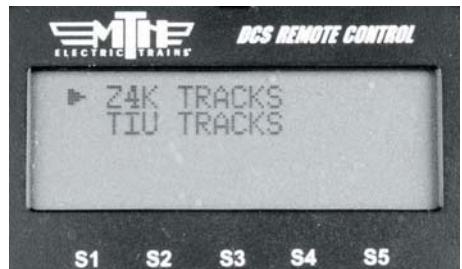 MTH
ELECTRIC TRAINS
DCS REMOTE CONTROL
Z4K TRACKS
TIU TRACKS
S1 S2 S3 S4 S5